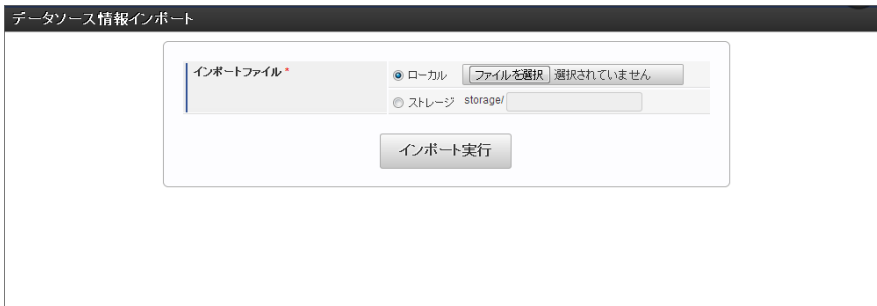 データソース情報インポート
インポートファイル *
ローカル ファイルを選択 選択されていません
ストレージ storage/
インポート実行